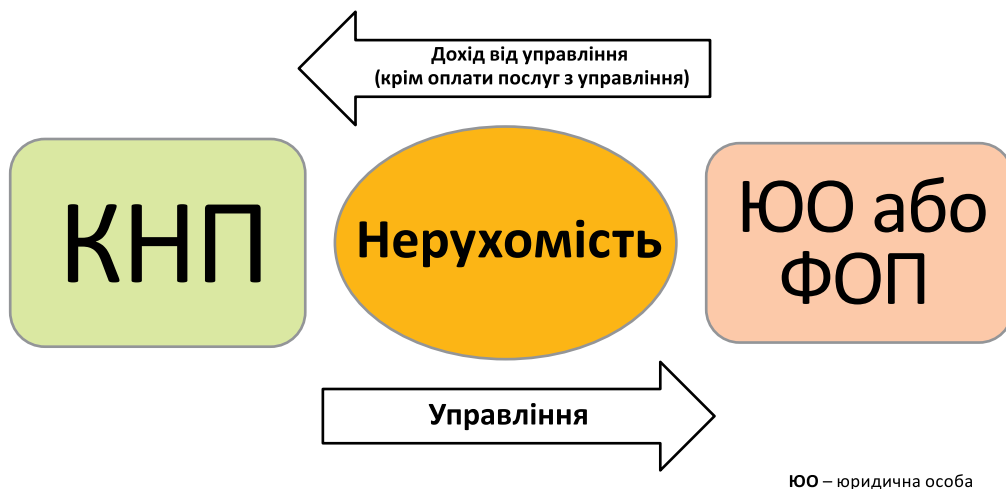 Дохід від управління
(крім оплати послуг з управління)
КНП
Нерухомість
ЮО або
ФОП
Управління
ЮО – юридична особа